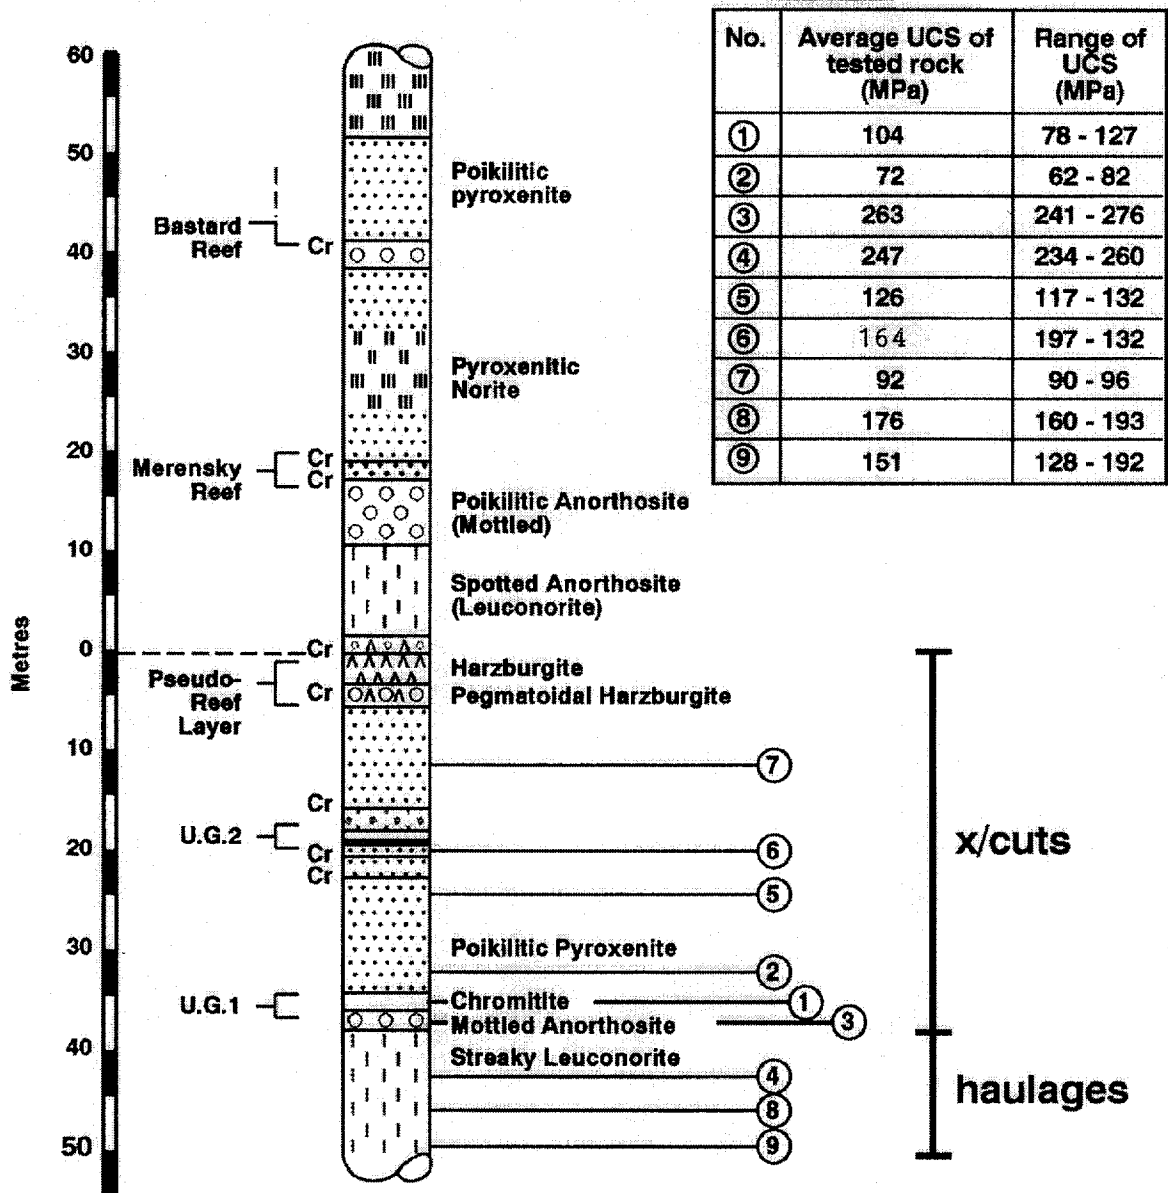 No. Average UCS of tested rock (MPa) Range of UCS (MPa)
① 104 78 - 127
② 72 62 - 82
③ 263 241 - 276
④ 247 234 - 260
⑤ 126 117 - 132
⑥ 164 197 - 132
⑦ 92 90 - 96
⑧ 176 160 - 193
⑨ 151 128 - 192
Metres
60
50
40
30
20
10
0
10
20
30
40
50
Bastard
Reef
Cr
Merensky
Reef
Cr
Cr
Cr
Pseudo-
Reef
Layer
Cr
Cr
U.G.2
Cr
Cr
U.G.1
Poikilitic
pyroxenite
Pyroxenitic
Norite
Poikilitic Anorthosite
(Mottled)
Spotted Anorthosite
(Leuconorite)
Harzburgite
Pegmatoidal Harzburgite
⑦
⑥
⑤
Poikilitic Pyroxenite
②
Chromitite ①
Mottled Anorthosite ③
Streaky Leuconorite
④
⑧
⑨
x/cuts
haulages